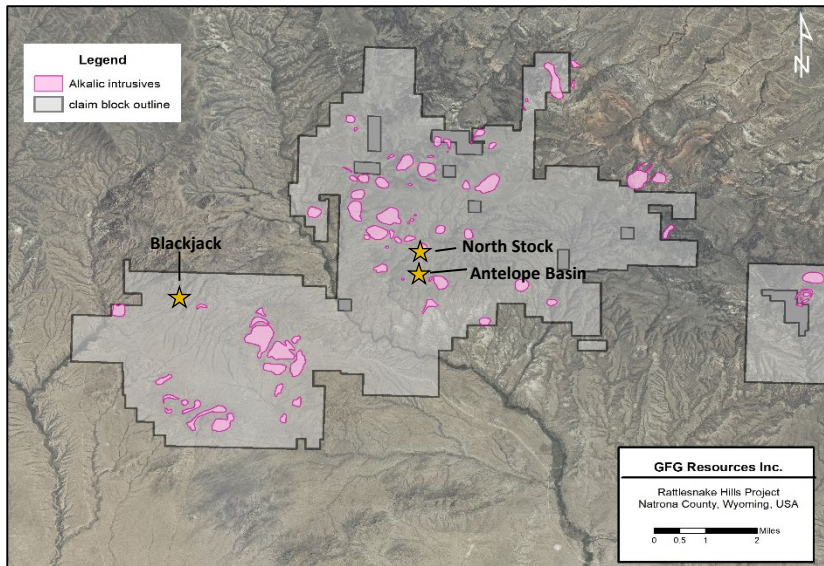 Legend
Alkalic intrusives
claim block outline
N
Blackjack
North Stock
Antelope Basin
GFG Resources Inc.
Rattlesnake Hills Project
Natrona County, Wyoming, USA
Miles
0 0.5 1 2